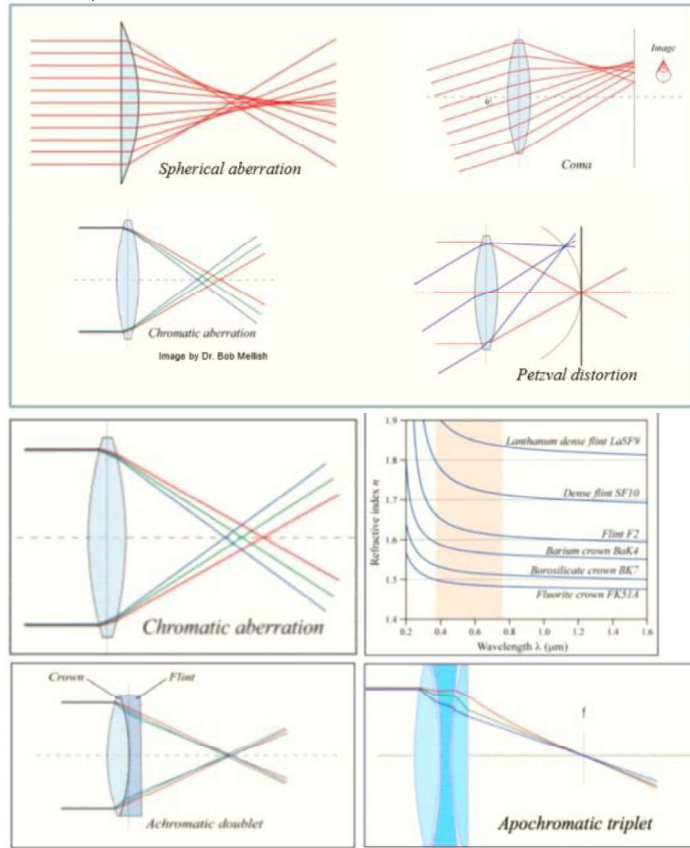 Image
Spherical aberration
Coma
Chromatic aberration
Image by Dr. Bob Mellish
Petzval distortion
Chromatic aberration
Refractive index n
1.9
1.8
1.7
1.6
1.5
1.4
Lanthanum dense flint LaSF9
Dense flint SF10
Flint F2
Barium crown BaK4
Borosilicate crown BK7
Fluorite crown FK51A
0.2 0.4 0.6 0.8 1.0 1.2 1.4 1.6
Wavelength λ (μm)
Crown Flint
Achromatic doublet
f
Apochromatic triplet